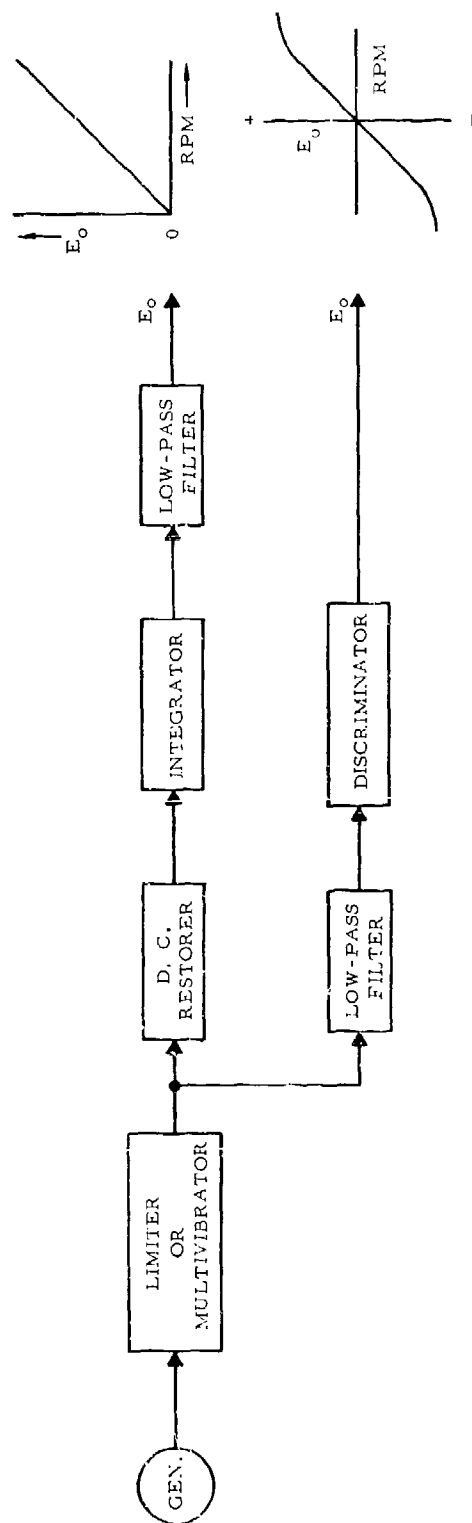 GEN.
LIMITER
OR
MULTIVIBRATOR
D. C.
RESTORER
INTEGRATOR
LOW-PASS
FILTER
E₀
E₀
0
RPM
LOW-PASS
FILTER
DISCRIMINATOR
E₀
+
E₀
RPM
-